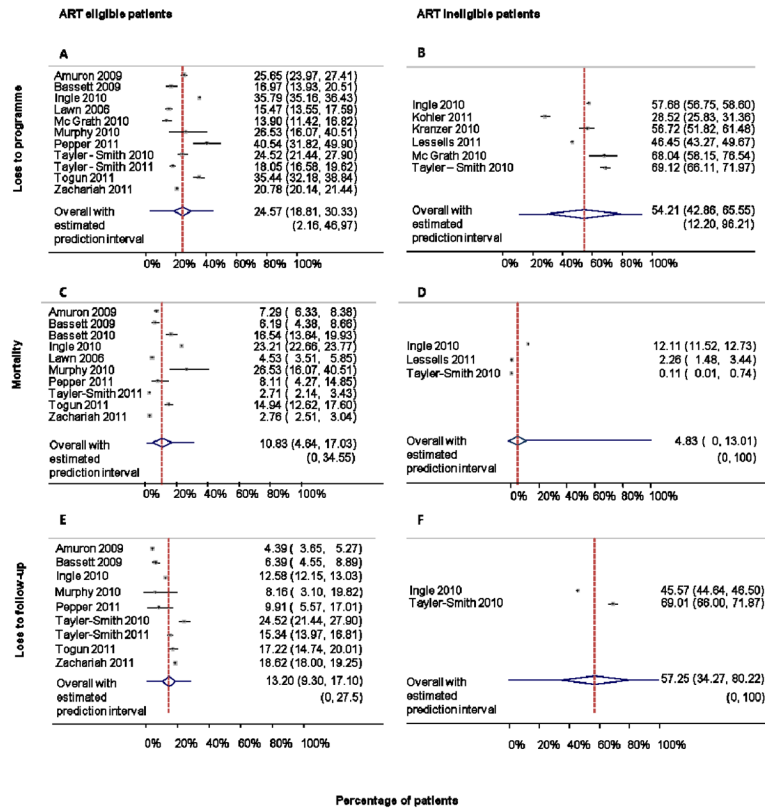 ART eligible patients
ART ineligible patients
Loss to programme
A
Amuron 2009 25.65 (23.97, 27.41)
Bassett 2009 16.97 (13.93, 20.51)
Ingle 2010 35.79 (35.16, 36.43)
Lawn 2006 15.47 (13.55, 17.59)
Mc Grath 2010 13.90 (11.42, 16.82)
Murphy 2010 26.53 (16.07, 40.51)
Pepper 2011 40.54 (31.82, 49.90)
Tayler-Smith 2010 24.52 (21.44, 27.90)
Tayler-Smith 2011 18.05 (16.58, 19.62)
Togun 2011 35.44 (32.18, 38.84)
Zachariah 2011 20.78 (20.14, 21.44)
Overall with 24.57 (18.81, 30.33)
estimated (2.16, 46,97)
prediction interval
0% 20% 40% 60% 80% 100%
B
Ingle 2010 57.68 (56.75, 58.60)
Kohler 2011 28.52 (25.83, 31.36)
Kranzer 2010 56.72 (51.82, 61.48)
Lessells 2011 46.45 (43.27, 49.67)
Mc Grath 2010 68.04 (58.15, 76.54)
Tayler-Smith 2010 69.12 (66.11, 71.97)
Overall with 54.21 (42.86, 65.55)
estimated (12.20, 96.21)
prediction interval
0% 20% 40% 60% 80% 100%
Mortality
C
Amuron 2009 7.29 ( 6.33, 8.38)
Bassett 2009 6.19 ( 4.38, 8.66)
Bassett 2010 16.54 (13.64, 19.93)
Ingle 2010 23.21 (22.66, 23.77)
Lawn 2006 4.53 ( 3.51, 5.85)
Murphy 2010 26.53 (16.07, 40.51)
Pepper 2011 8.11 ( 4.27, 14.85)
Tayler-Smith 2011 2.71 ( 2.14, 3.43)
Togun 2011 14.94 (12.62, 17.60)
Zachariah 2011 2.76 ( 2.51, 3.04)
Overall with 10.83 (4.64, 17.03)
estimated (0, 34.55)
prediction interval
0% 20% 40% 60% 80% 100%
D
Ingle 2010 12.11 (11.52, 12.73)
Lessells 2011 2.26 ( 1.48, 3.44)
Tayler-Smith 2010 0.11 ( 0.01, 0.74)
Overall with 4.83 ( 0, 13.01)
estimated (0, 100)
prediction interval
0% 20% 40% 60% 80% 100%
Loss to follow-up
E
Amuron 2009 4.39 ( 3.65, 5.27)
Bassett 2009 6.39 ( 4.55, 8.89)
Ingle 2010 12.58 (12.15, 13.03)
Murphy 2010 8.16 ( 3.10, 19.82)
Pepper 2011 9.91 ( 5.57, 17.01)
Tayler-Smith 2010 24.52 (21.44, 27.90)
Tayler-Smith 2011 15.34 (13.97, 16.81)
Togun 2011 17.22 (14.74, 20.01)
Zachariah 2011 18.62 (18.00, 19.25)
Overall with 13.20 (9.30, 17.10)
estimated (0, 27.5)
prediction interval
0% 20% 40% 60% 80% 100%
F
Ingle 2010 45.57 (44.64, 46.50)
Tayler-Smith 2010 69.01 (66.00, 71.87)
Overall with 57.25 (34.27, 80.22)
estimated (0, 100)
prediction interval
0% 20% 40% 60% 80% 100%
Percentage of patients